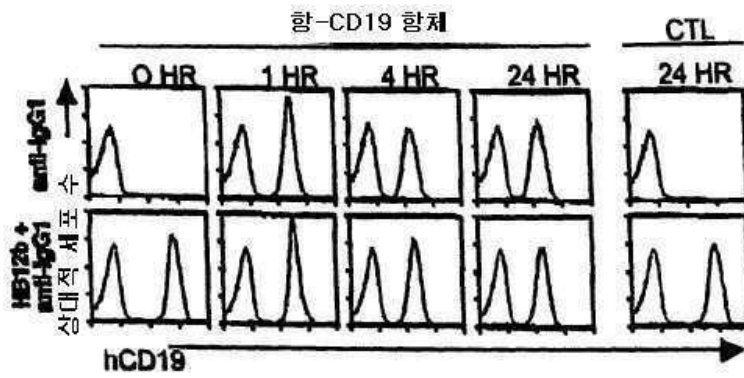 항-CD19 항체
CTL
0 HR 1 HR 4 HR 24 HR 24 HR
anti-IgG1
HB12b +
anti-IgG1
상대적 세포 수
hCD19